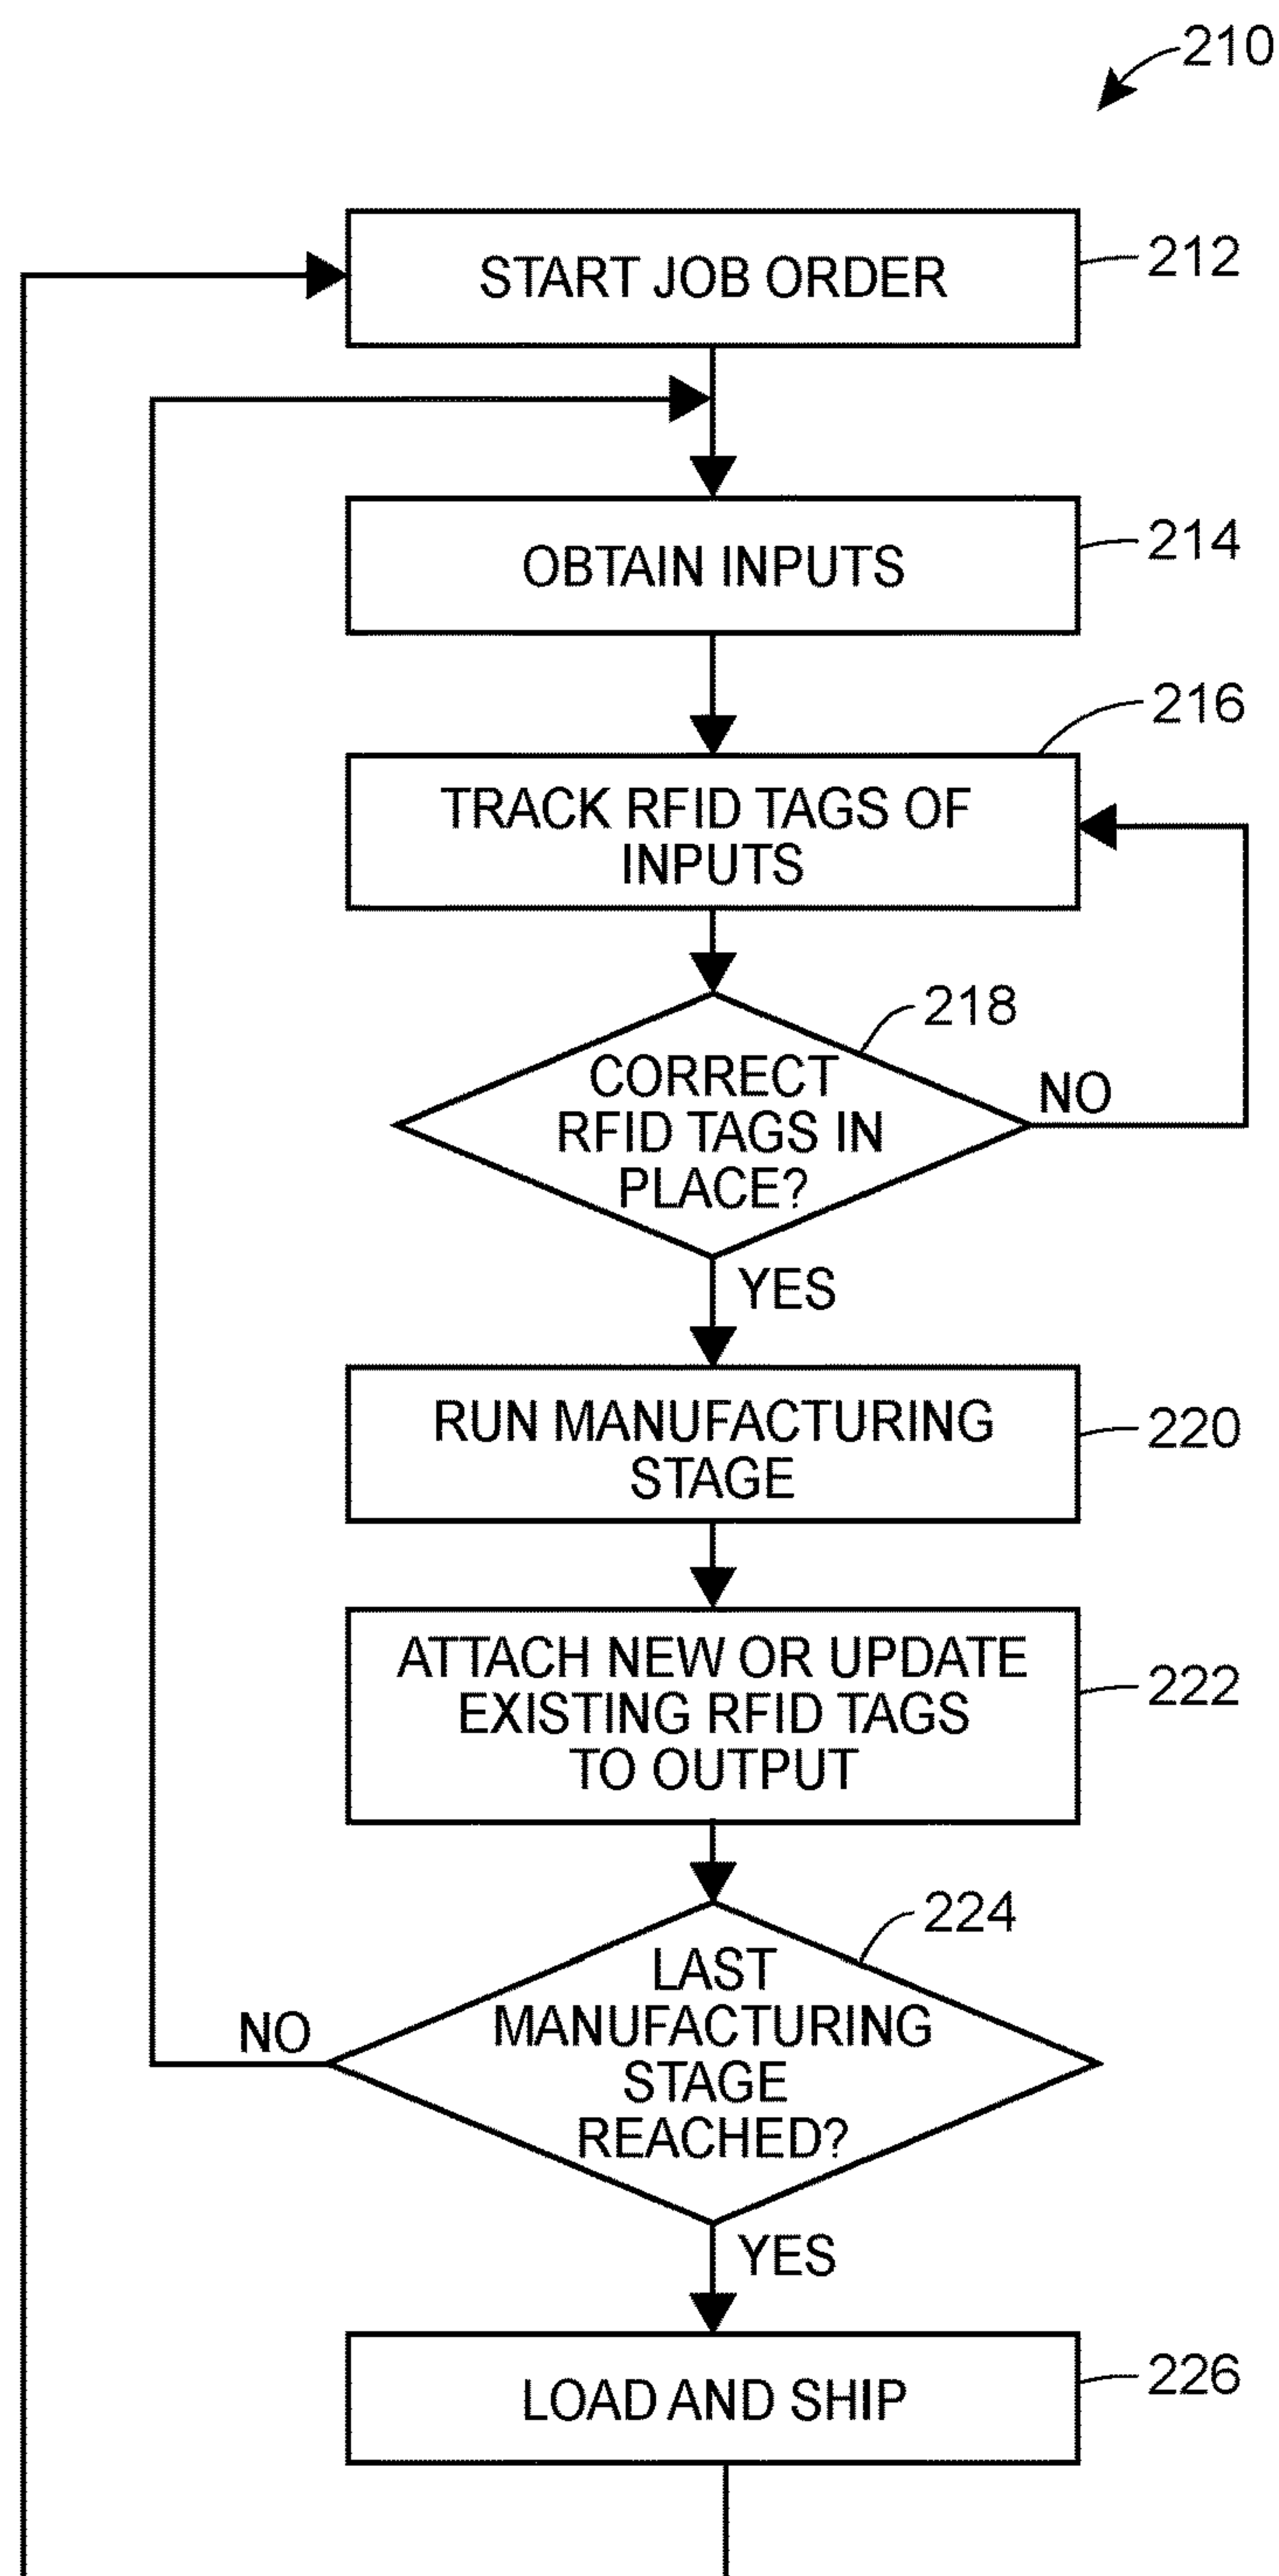 210
START JOB ORDER
212
OBTAIN INPUTS
214
216
TRACK RFID TAGS OF
INPUTS
218
CORRECT
RFID TAGS IN
PLACE?
NO
YES
RUN MANUFACTURING
STAGE
220
ATTACH NEW OR UPDATE
EXISTING RFID TAGS
TO OUTPUT
222
224
LAST
MANUFACTURING
STAGE
REACHED?
NO
YES
LOAD AND SHIP
226